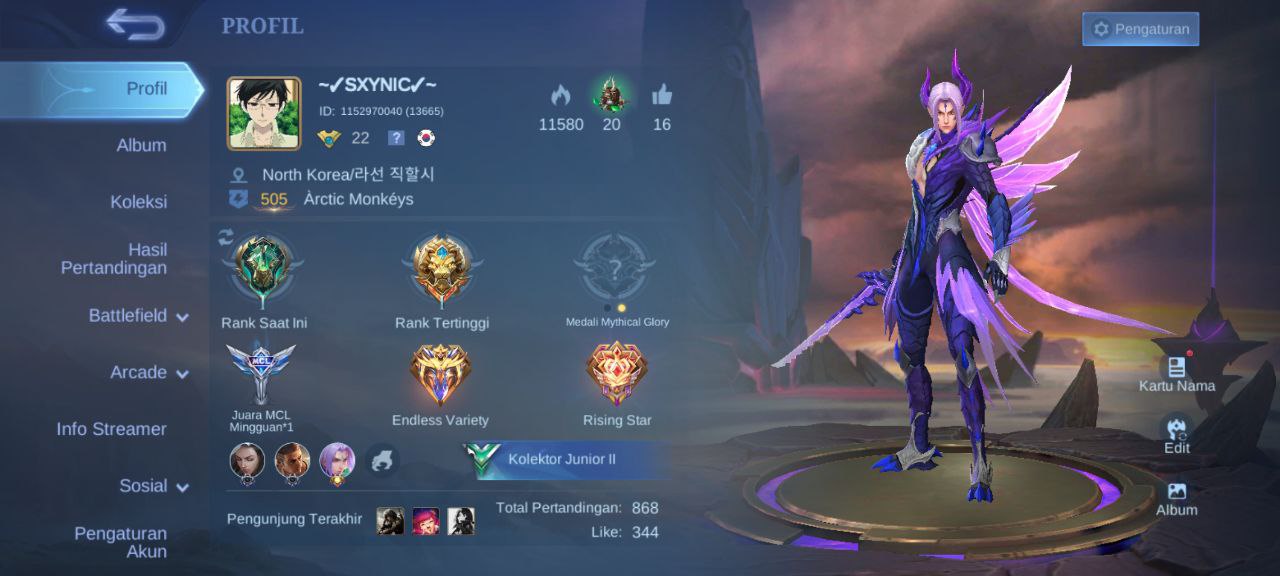 PROFIL
Pengaturan
Profil
Album
Koleksi
Hasil
Pertandingan
Battlefield
Arcade
Info Streamer
Sosial
Pengaturan
Akun
~✓SXYNIC✓~
ID: 1152970040 (13665)
22 ?
11580 20 16
North Korea/라선 직할시
505 Àrctic Monkéys
?
Rank Saat Ini Rank Tertinggi Medali Mythical Glory
MCL
Juara MCL
Mingguan*1
Endless Variety Rising Star
Kolektor Junior II
Pengunjung Terakhir
Total Pertandingan: 868
Like: 344
Kartu Nama
Edit
Album